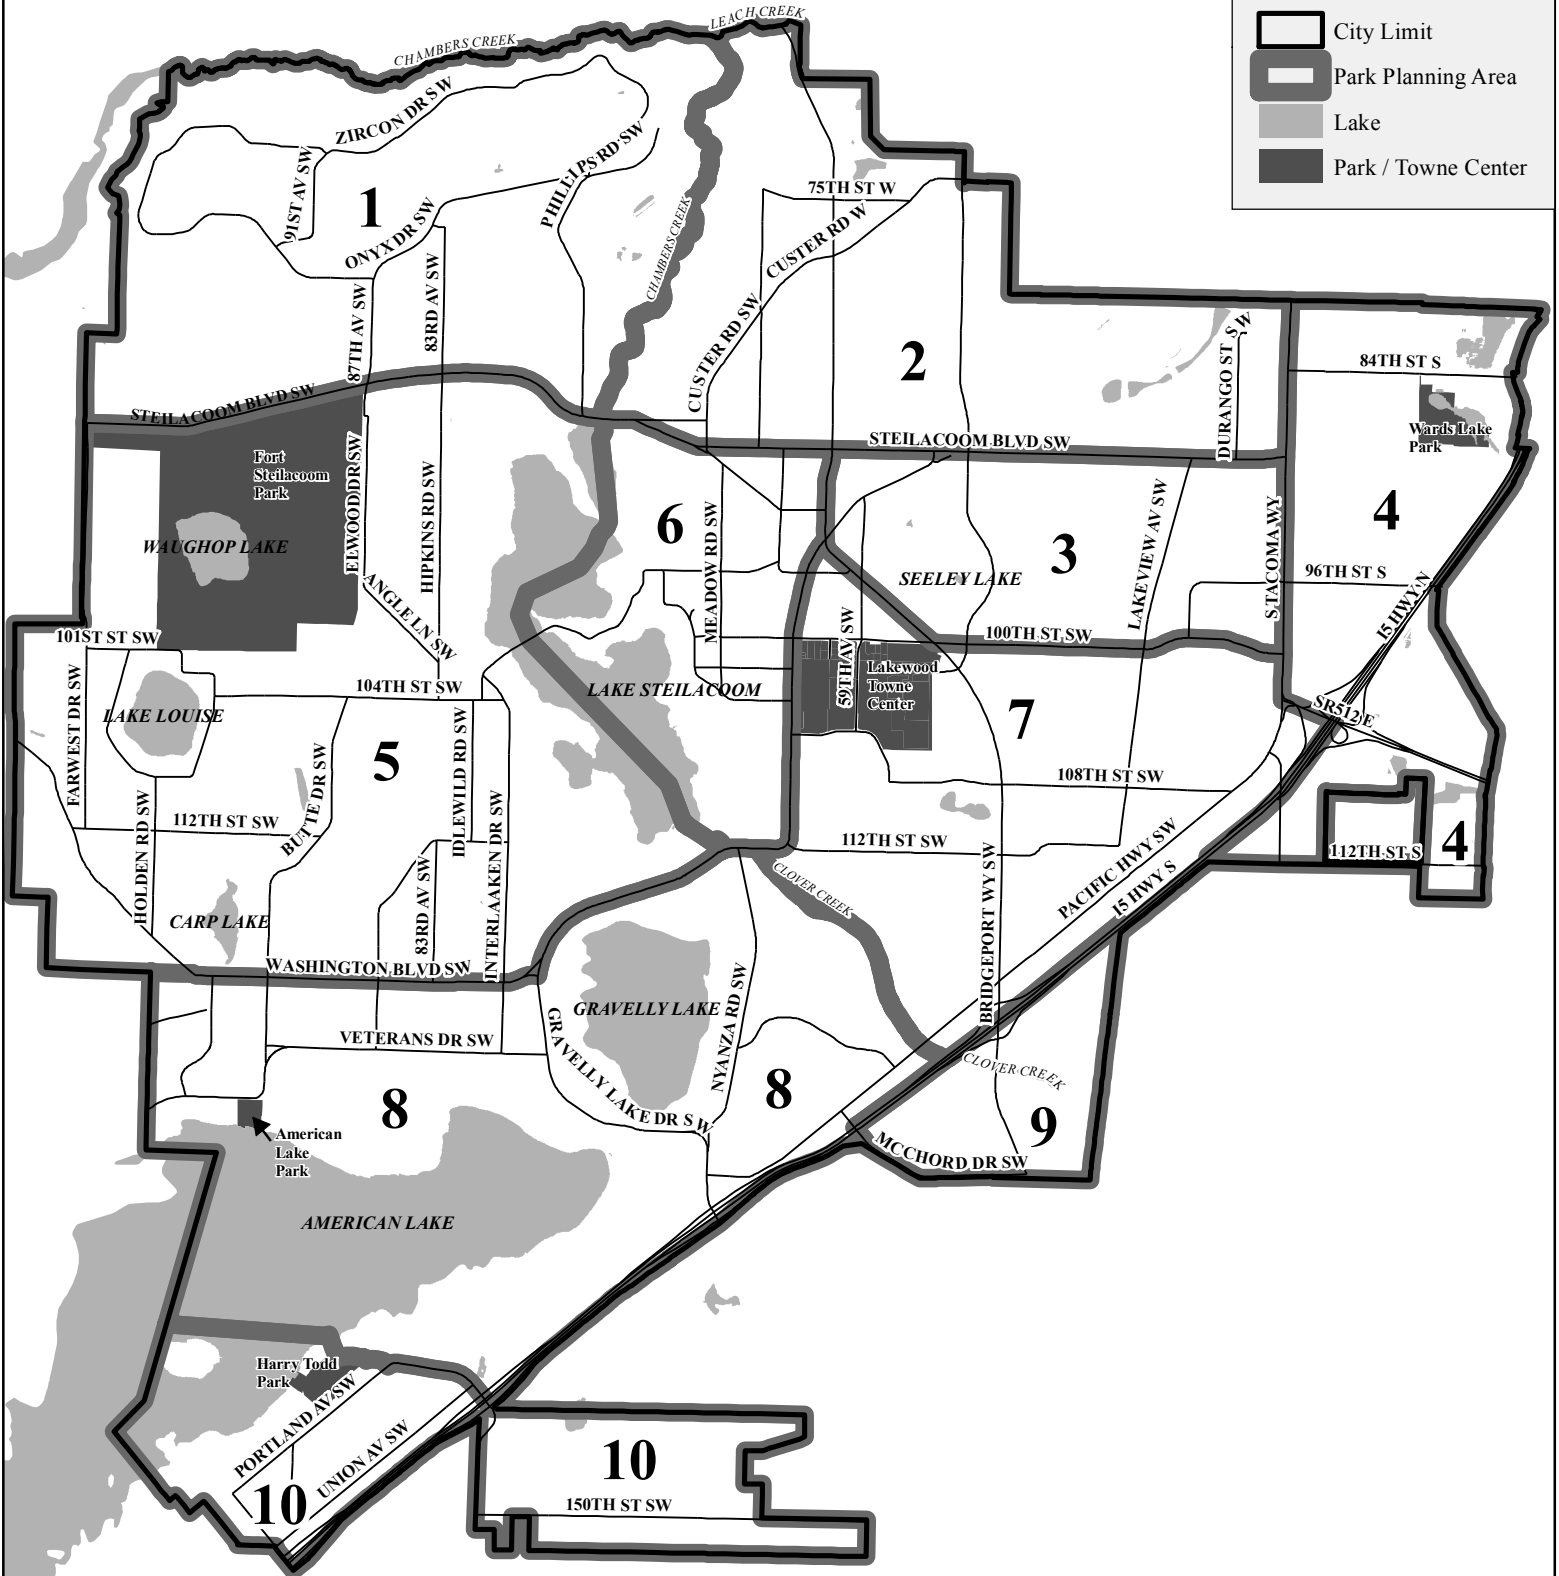 LEACH CREEK
CHAMBERS CREEK
City Limit
Park Planning Area
Lake
Park / Towne Center
ZIRCON DR SW
PHILLIPS RD SW
91ST AV SW
1
ONYX DR SW
75TH ST W
CUSTER RD W
CHAMBERS CREEK
83RD AV SW
87TH AV SW
CUSTER RD SW
2
DURANGO ST SW
84TH ST S
STEILACOOM BLVD SW
STEILACOOM BLVD SW
Wards Lake
Park
Fort
Steilacoom
Park
ELWOOD DR SW
HIPKINS RD SW
6
MEADOW RD SW
3
LAKEVIEW AV SW
S TACOMA WY
4
WAUGHOP LAKE
SEELEY LAKE
96TH ST S
I5 HWY N
ANGLE LN SW
101ST ST SW
100TH ST SW
59TH AV SW
Lakewood
Towne
Center
104TH ST SW
LAKE STEILACOOM
FARWEST DR SW
LAKE LOUISE
7
SR512 E
5
IDLEWILD RD SW
BUTTE DR SW
108TH ST SW
HOLDEN RD SW
112TH ST SW
INTERLAAKEN DR SW
112TH ST SW
112TH ST S
4
83RD AV SW
CLOVER CREEK
BRIDGEPORT WY SW
PACIFIC HWY SW
I5 HWY S
CARP LAKE
WASHINGTON BLVD SW
GRAVELLY LAKE
NYANZA RD SW
VETERANS DR SW
GRAVELLY LAKE DR SW
CLOVER CREEK
8
8
9
American
Lake
Park
MCCHORD DR SW
AMERICAN LAKE
Harry Todd
Park
PORTLAND AV SW
UNION AV SW
10
10
150TH ST SW